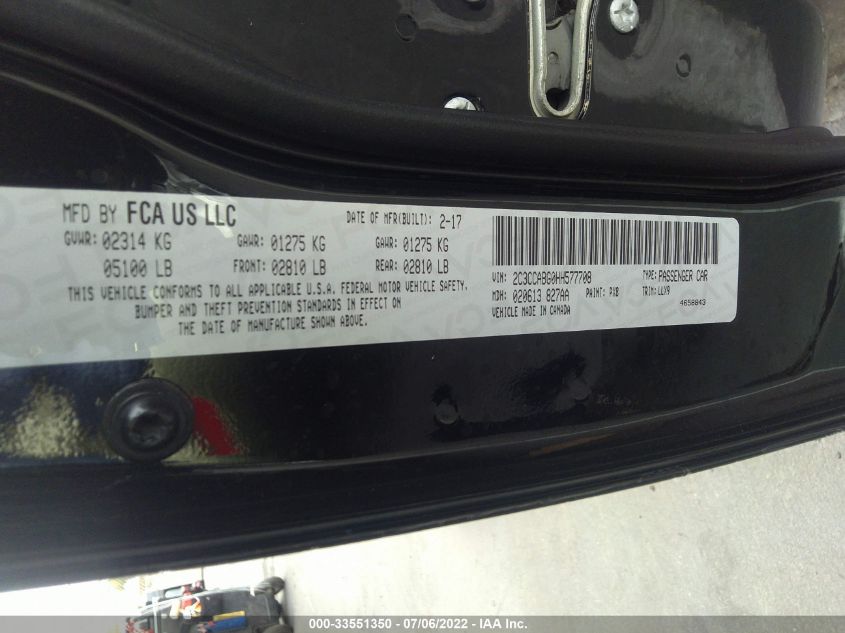 MFD BY FCA US LLC
DATE OF MFR(BUILT): 2-17
GVWR: 02314 KG GAWR: 01275 KG GAWR: 01275 KG
05100 LB FRONT: 02810 LB REAR: 02810 LB
THIS VEHICLE CONFORMS TO ALL APPLICABLE U.S.A. FEDERAL MOTOR VEHICLE SAFETY,
BUMPER AND THEFT PREVENTION STANDARDS IN EFFECT ON
THE DATE OF MANUFACTURE SHOWN ABOVE.
VIN: 2C3CCABG0HH577708 TYPE: PASSENGER CAR
MDH: 020613 827AA PAINT: PX8 TRIM: LLX9
VEHICLE MADE IN CANADA 4658843
000-33551350 - 07/06/2022 - © IAA Inc.